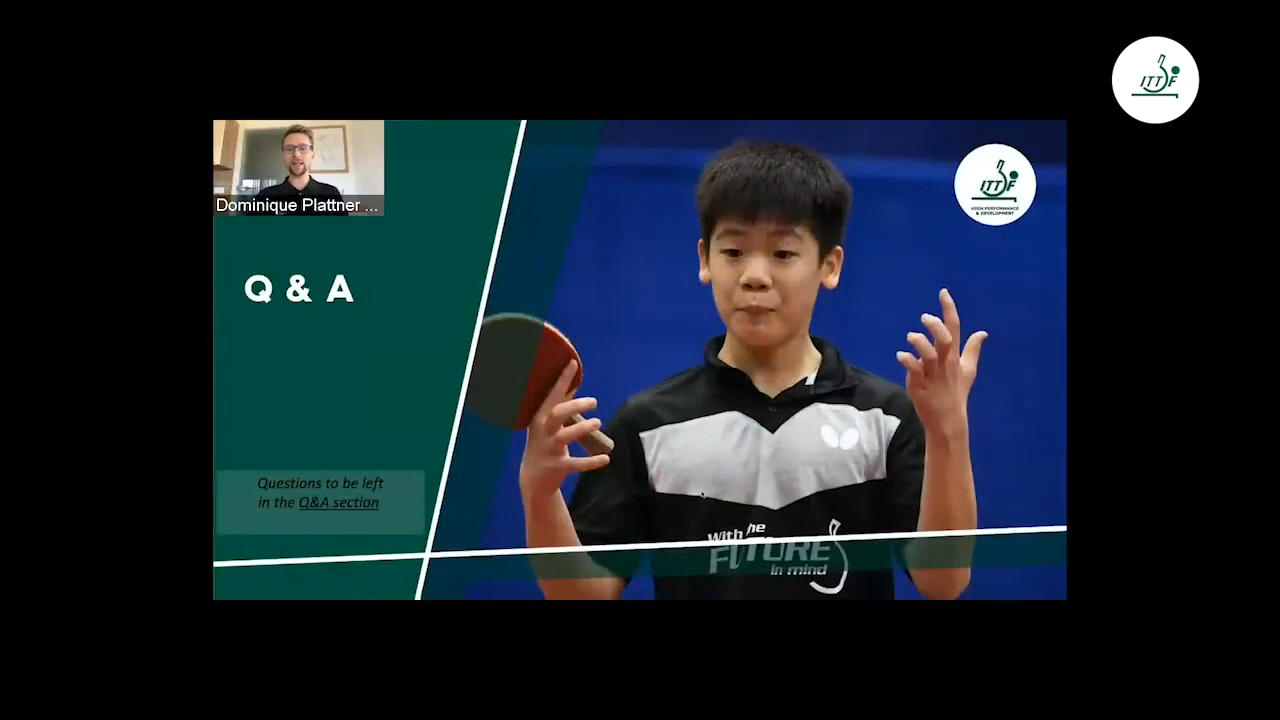 ITTF
Dominique Plattner ...
ITTF
HIGH PERFORMANCE
& DEVELOPMENT
Q & A
Questions to be left
in the Q&A section
With the
FUTURE
in mind